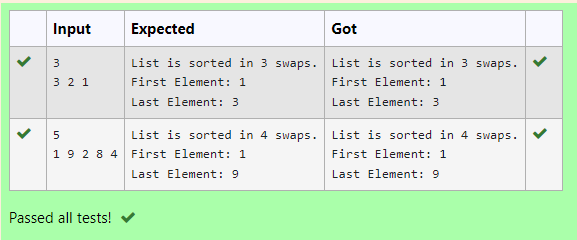 Input Expected Got
3 List is sorted in 3 swaps. List is sorted in 3 swaps.
3 2 1 First Element: 1 First Element: 1
Last Element: 3 Last Element: 3
5 List is sorted in 4 swaps. List is sorted in 4 swaps.
1 9 2 8 4 First Element: 1 First Element: 1
Last Element: 9 Last Element: 9
Passed all tests!